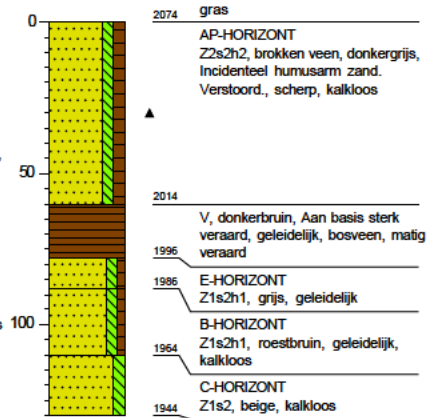 0
2074
gras
AP-HORIZONT
Z2s2h2, brokken veen, donkergrijs,
Incidenteel humusarm zand.
Verstoord., scherp, kalkloos
50
2014
V, donkerbruin, Aan basis sterk
veraard, geleidelijk, bosveen, matig
veraard
1996
1986
E-HORIZONT
Z1s2h1, grijs, geleidelijk
100
B-HORIZONT
Z1s2h1, roestbruin, geleidelijk,
kalkloos
1964
C-HORIZONT
Z1s2, beige, kalkloos
1944